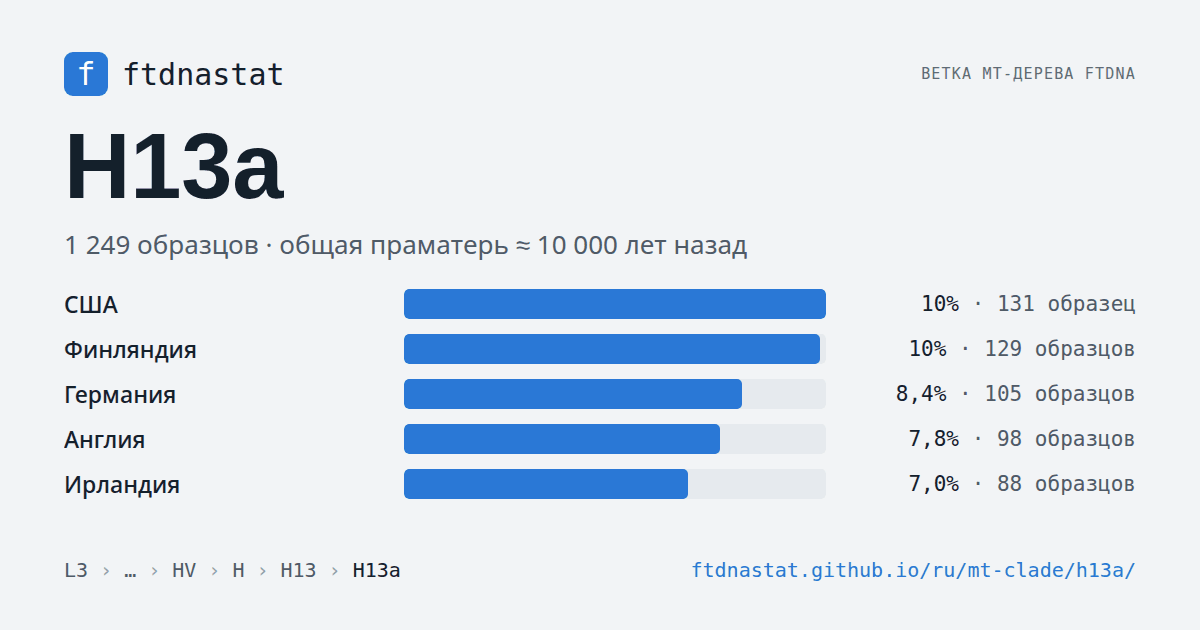 f ftdnastat
ВЕТКА МТ-ДЕРЕВА FTDNA
H13a
1 249 образцов · общая праматерь ≈ 10 000 лет назад
США 10% · 131 образец
Финляндия 10% · 129 образцов
Германия 8,4% · 105 образцов
Англия 7,8% · 98 образцов
Ирландия 7,0% · 88 образцов
L3 › … › HV › H › H13 › H13a
ftdnastat.github.io/ru/mt-clade/h13a/